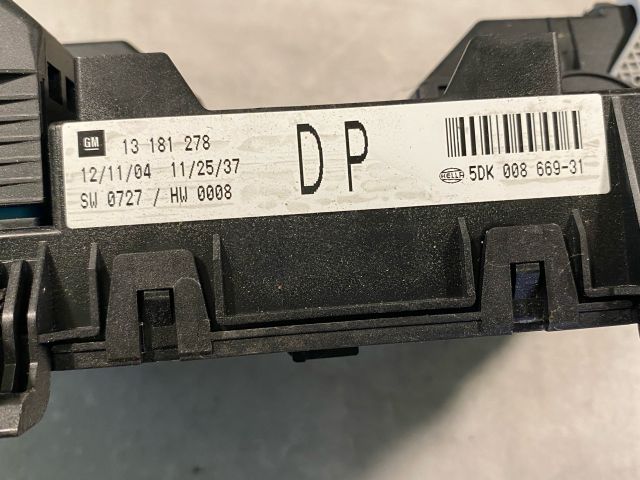 GM 13 181 278
12/11/04 11/25/37
SW 0727 / HW 0008
DP
HELLA 5DK 008 669-31